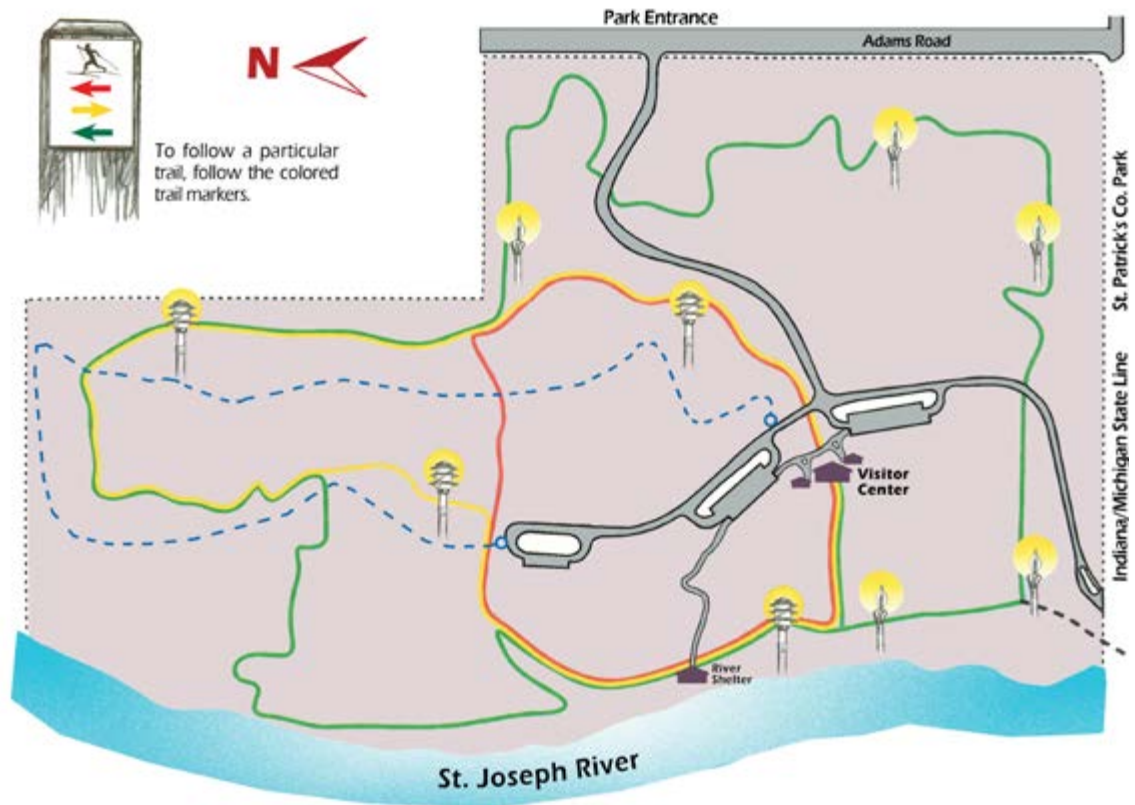 Park Entrance
Adams Road
N
To follow a particular
trail, follow the colored
trail markers.
St. Patrick's Co. Park
Indiana/Michigan State Line
Visitor
Center
River
Shelter
St. Joseph River